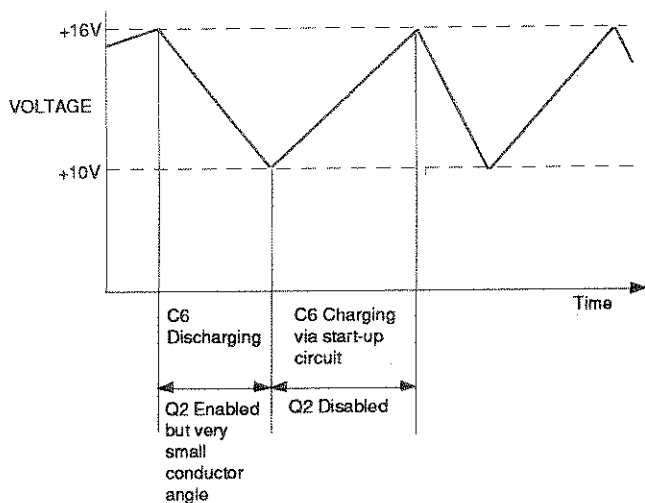 +16V
VOLTAGE
+10V
Time
C6
Discharging
C6 Charging
via start-up
circuit
Q2 Enabled
but very
small
conductor
angle
Q2 Disabled